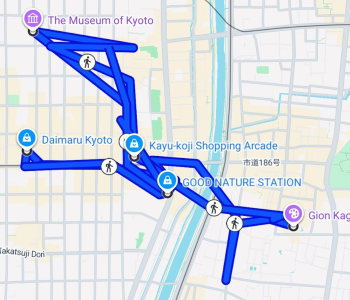 The Museum of Kyoto
Daimaru Kyoto
Kayu-koji Shopping Arcade
市道186号
GOOD NATURE STATION
Gion Kag
Takatsuji Dori